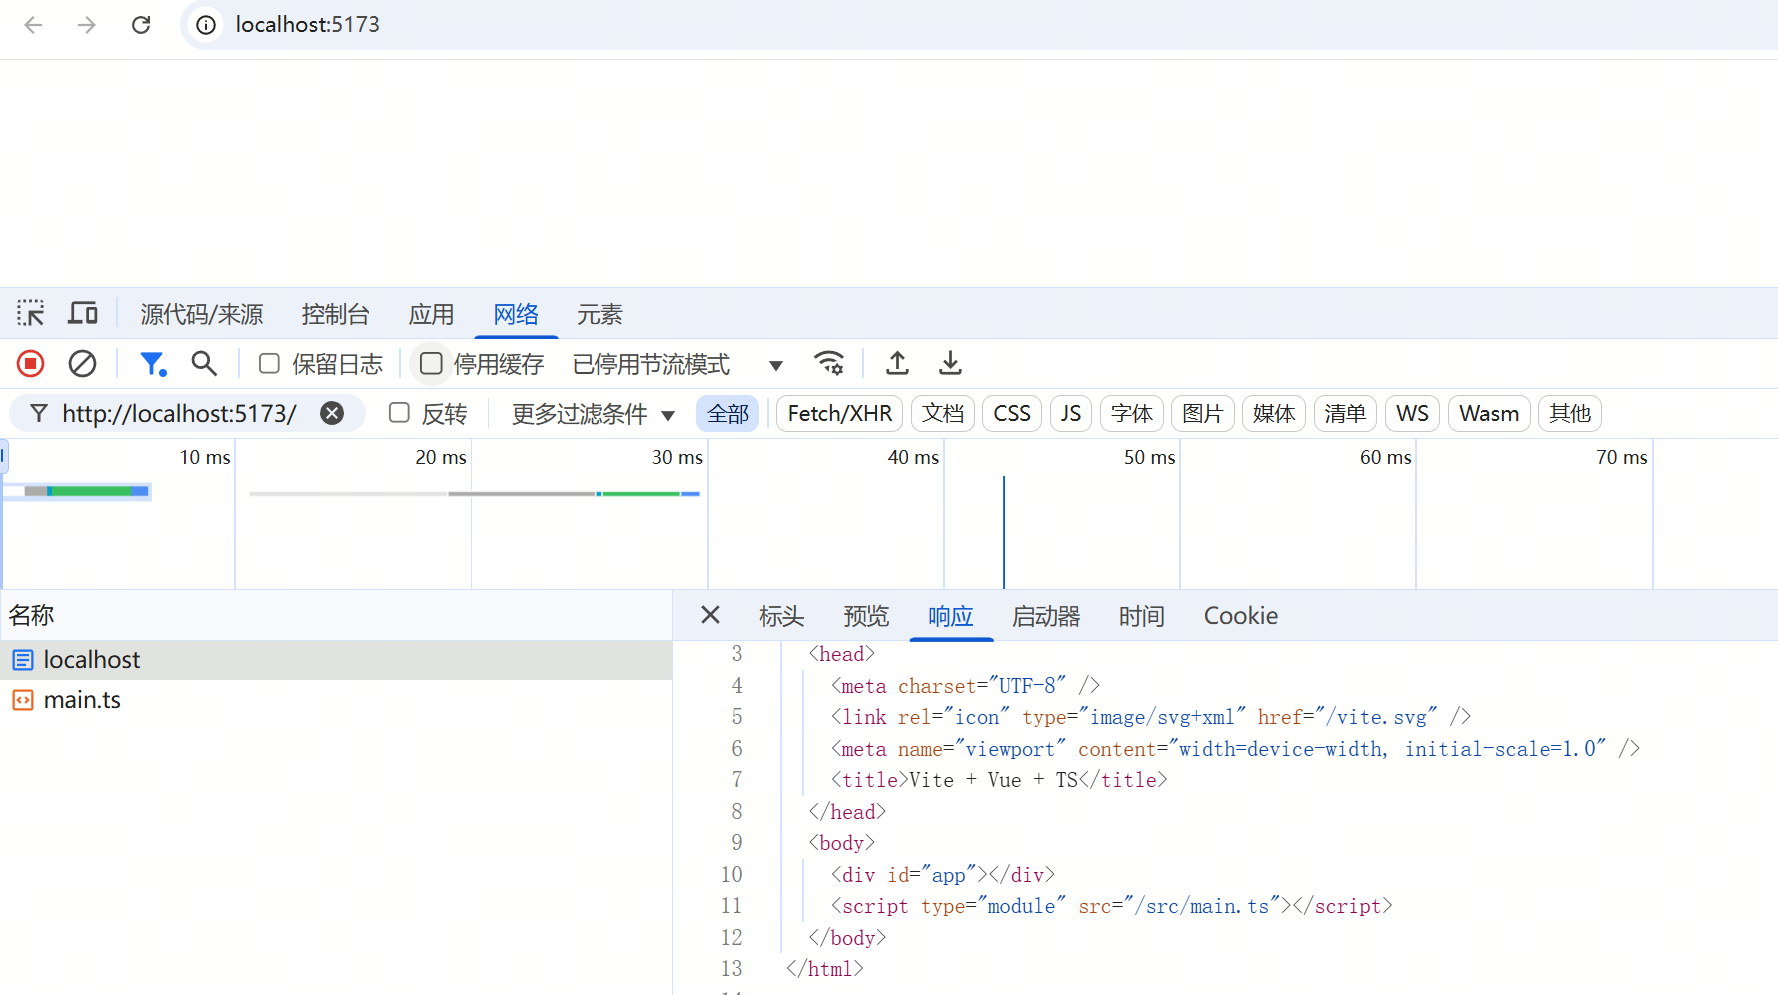 localhost:5173
源代码/来源 控制台 应用 网络 元素
保留日志 停用缓存 已停用节流模式
http://localhost:5173/ 反转 更多过滤条件 全部 Fetch/XHR 文档 CSS JS 字体 图片 媒体 清单 WS Wasm 其他
10 ms 20 ms 30 ms 40 ms 50 ms 60 ms 70 ms
名称
localhost
main.ts
标头 预览 响应 启动器 时间 Cookie
3 <head>
4 <meta charset="UTF-8" />
5 <link rel="icon" type="image/svg+xml" href="/vite.svg" />
6 <meta name="viewport" content="width=device-width, initial-scale=1.0" />
7 <title>Vite + Vue + TS</title>
8 </head>
9 <body>
10 <div id="app"></div>
11 <script type="module" src="/src/main.ts"></script>
12 </body>
13 </html>